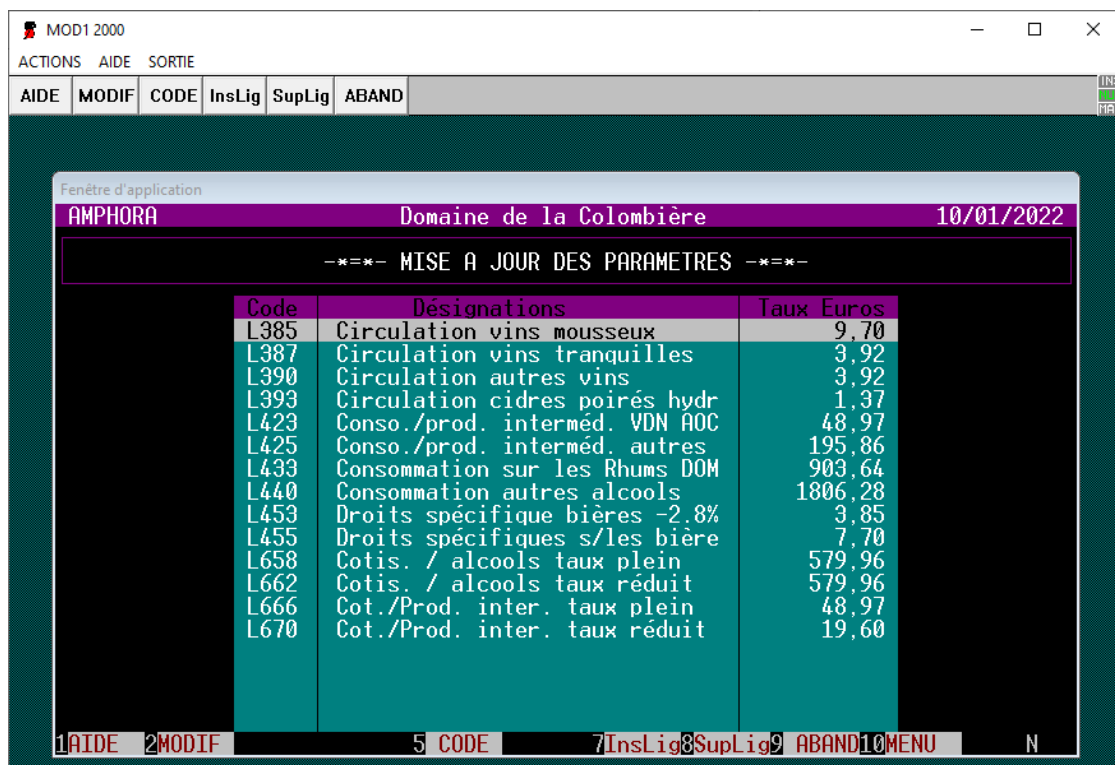 MOD1 2000
ACTIONS AIDE SORTIE
AIDE MODIF CODE InsLig SupLig ABAND
Fenêtre d'application
AMPHORA Domaine de la Colombière 10/01/2022
-*=*- MISE A JOUR DES PARAMETRES -*=*-
Code Désignations Taux Euros
L385 Circulation vins mousseux 9,70
L387 Circulation vins tranquilles 3,92
L390 Circulation autres vins 3,92
L393 Circulation cidres poirés hydr 1,37
L423 Conso./prod. interméd. VDN AOC 48,97
L425 Conso./prod. interméd. autres 195,86
L433 Consommation sur les Rhums DOM 903,64
L440 Consommation autres alcools 1806,28
L453 Droits spécifique bières -2.8% 3,85
L455 Droits spécifiques s/les bière 7,70
L658 Cotis. / alcools taux plein 579,96
L662 Cotis. / alcools taux réduit 579,96
L666 Cot./Prod. inter. taux plein 48,97
L670 Cot./Prod. inter. taux réduit 19,60
1AIDE 2MODIF 5 CODE 7InsLig8SupLig9 ABAND10MENU N